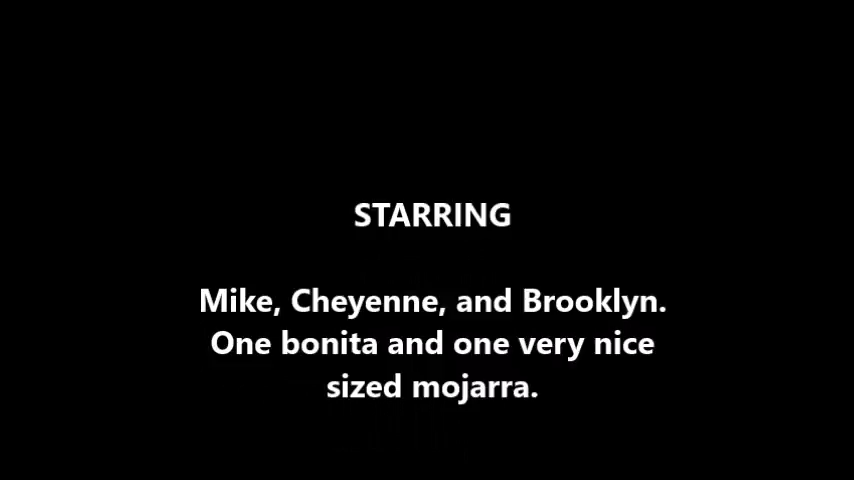 STARRING
Mike, Cheyenne, and Brooklyn.
One bonita and one very nice
sized mojarra.